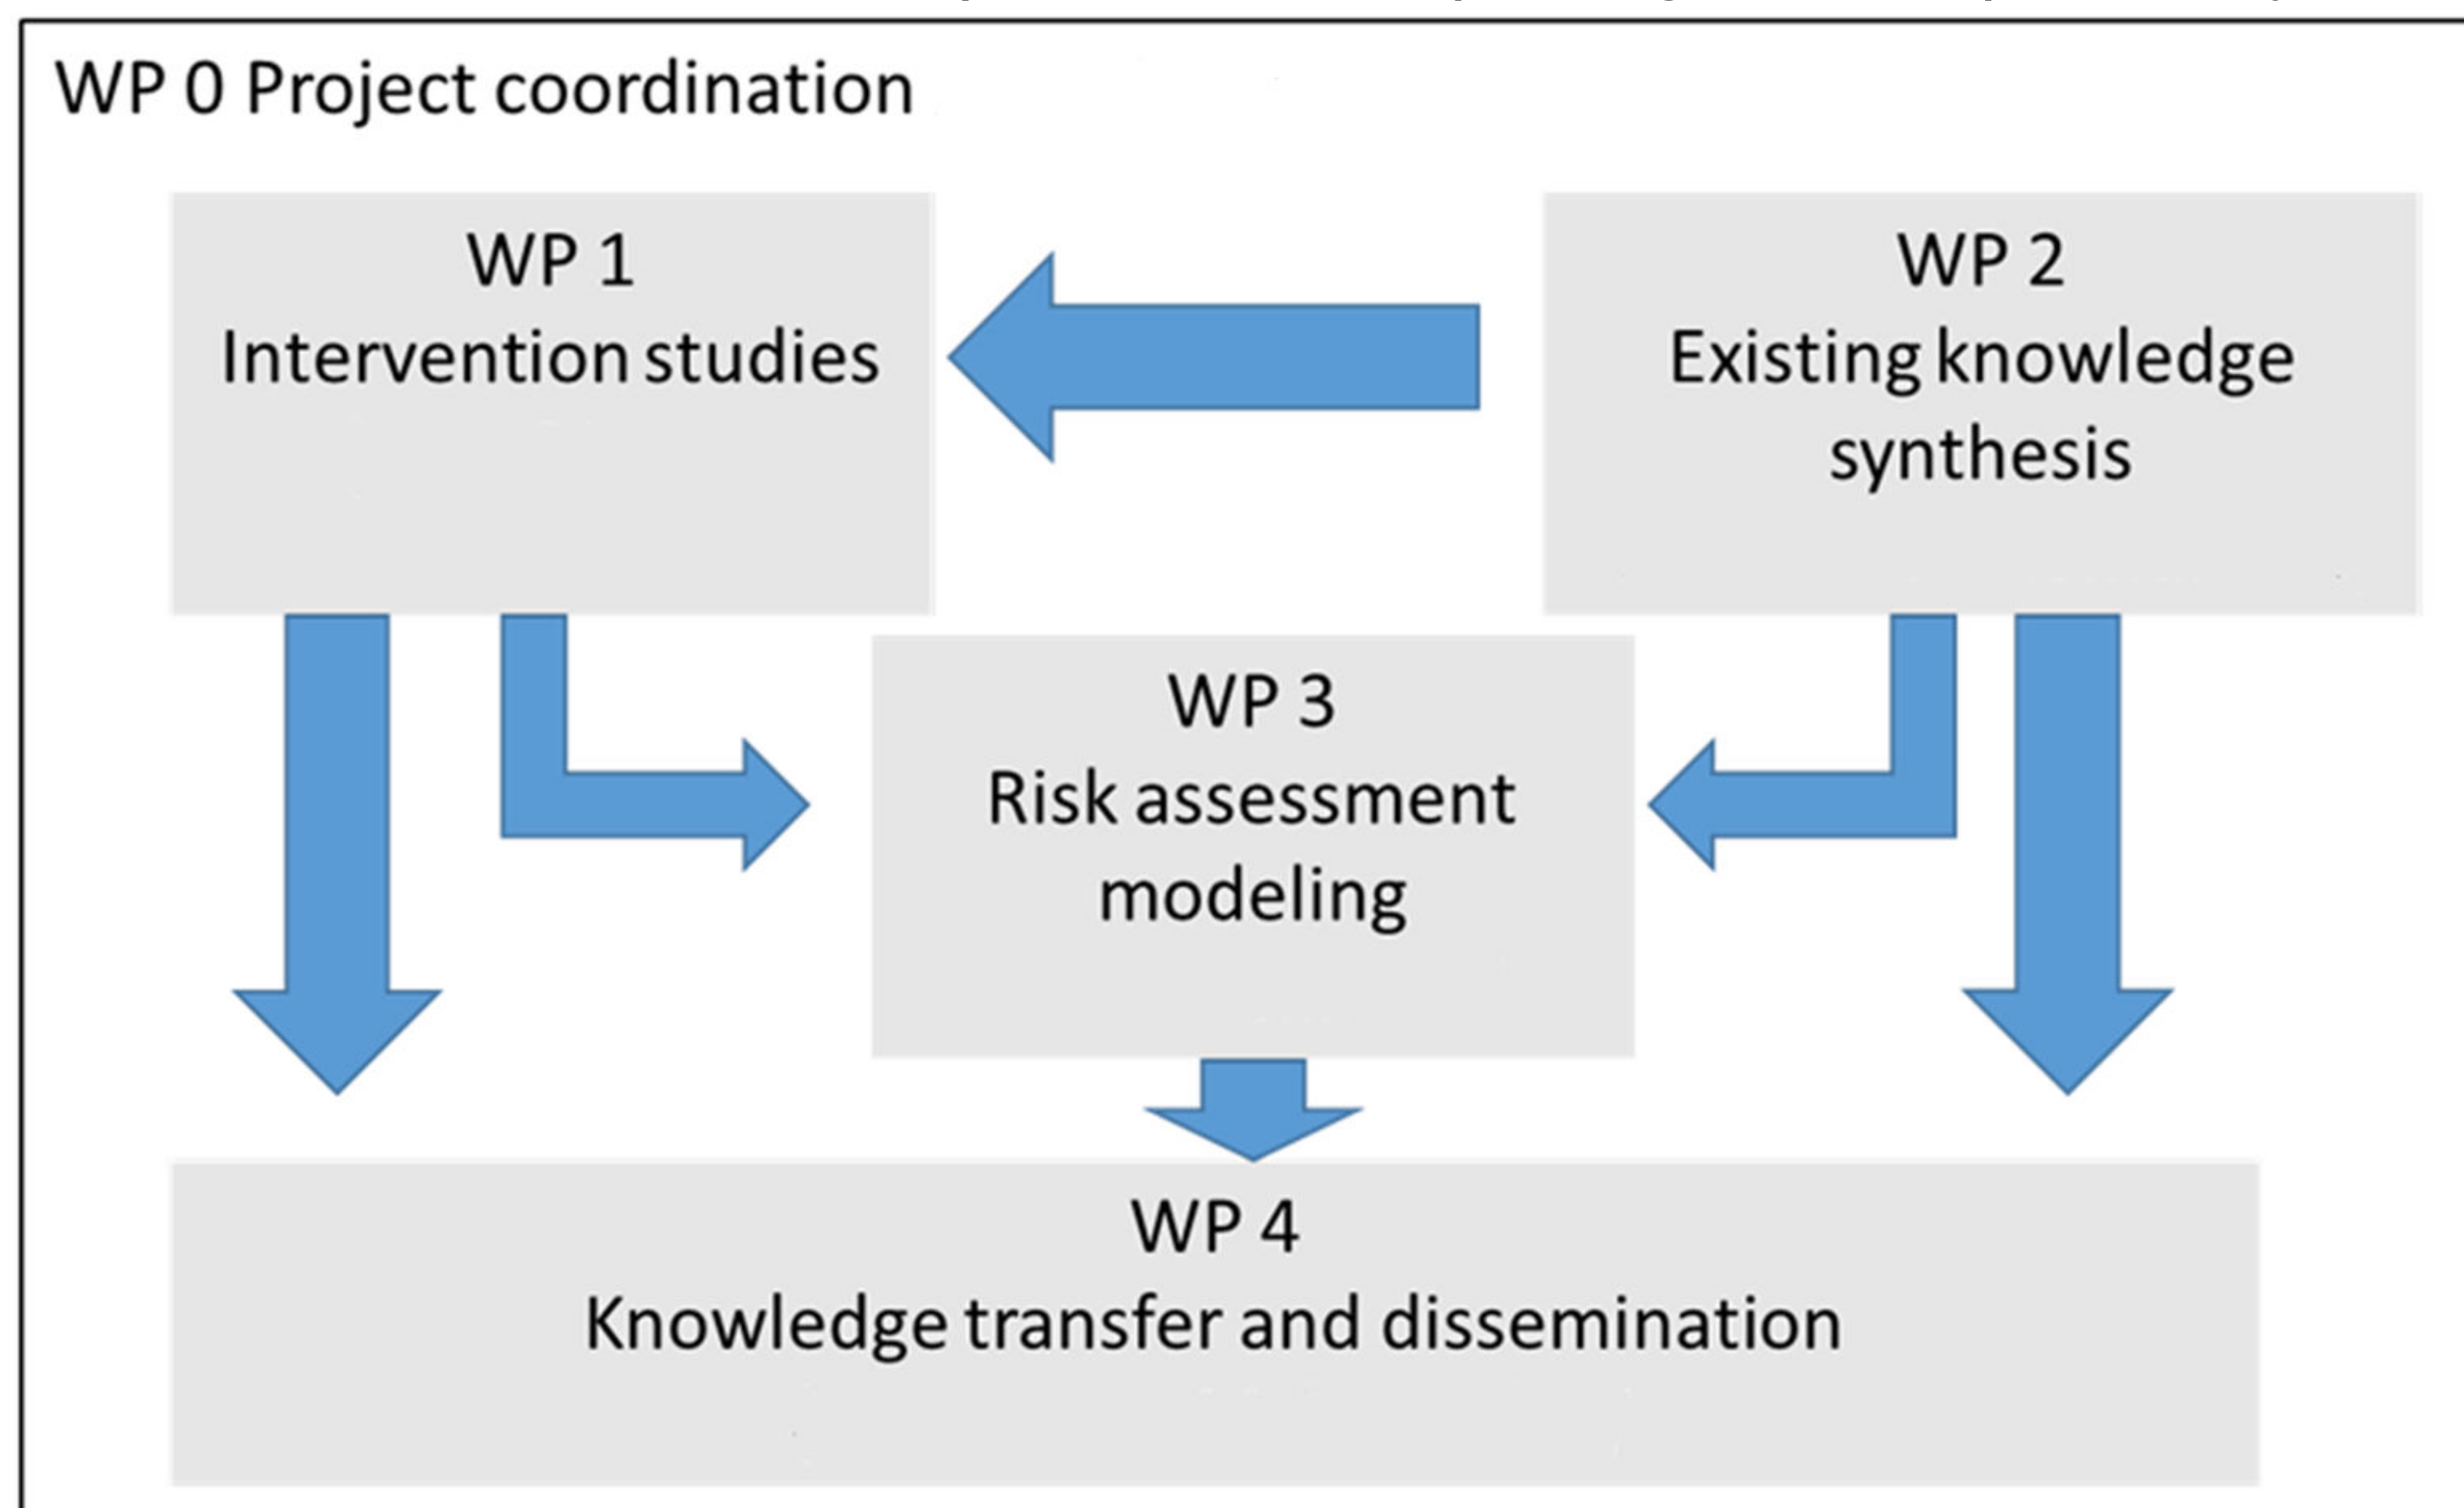 WP 0 Project coordination
WP 1
Intervention studies
WP 2
Existing knowledge
synthesis
WP 3
Risk assessment
modeling
WP 4
Knowledge transfer and dissemination